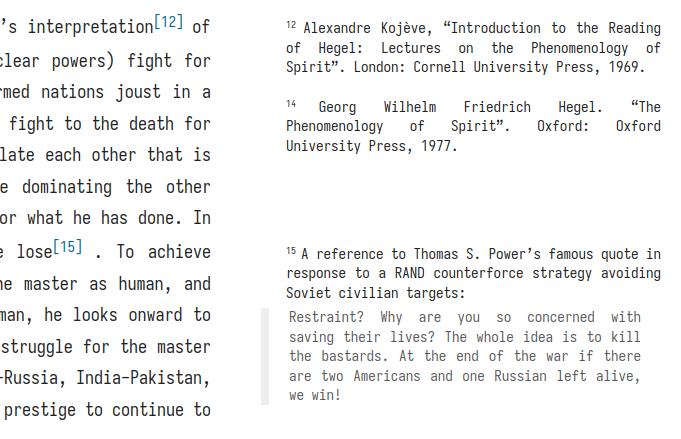 ’s interpretation[12] of
clear powers) fight for
rmed nations joust in a
fight to the death for
late each other that is
e dominating the other
or what he has done. In
e lose[15] . To achieve
he master as human, and
man, he looks onward to
struggle for the master
-Russia, India-Pakistan,
prestige to continue to
12 Alexandre Kojève, “Introduction to the Reading
of Hegel: Lectures on the Phenomenology of
Spirit”. London: Cornell University Press, 1969.
14 Georg Wilhelm Friedrich Hegel. “The
Phenomenology of Spirit”. Oxford: Oxford
University Press, 1977.
15 A reference to Thomas S. Power’s famous quote in
response to a RAND counterforce strategy avoiding
Soviet civilian targets:
Restraint? Why are you so concerned with
saving their lives? The whole idea is to kill
the bastards. At the end of the war if there
are two Americans and one Russian left alive,
we win!